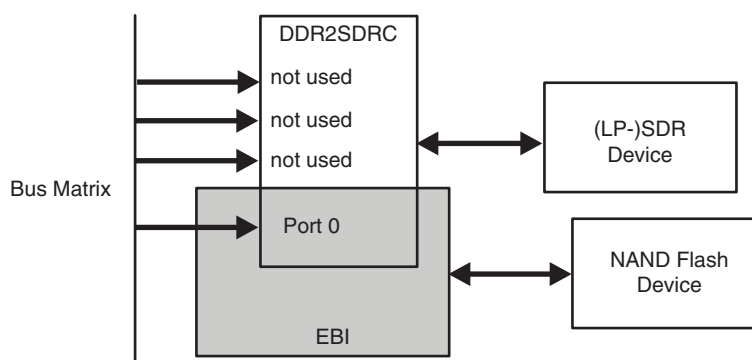 DDR2SDRC
not used
not used
not used
Bus Matrix
Port 0
EBI
(LP-)SDR
Device
NAND Flash
Device